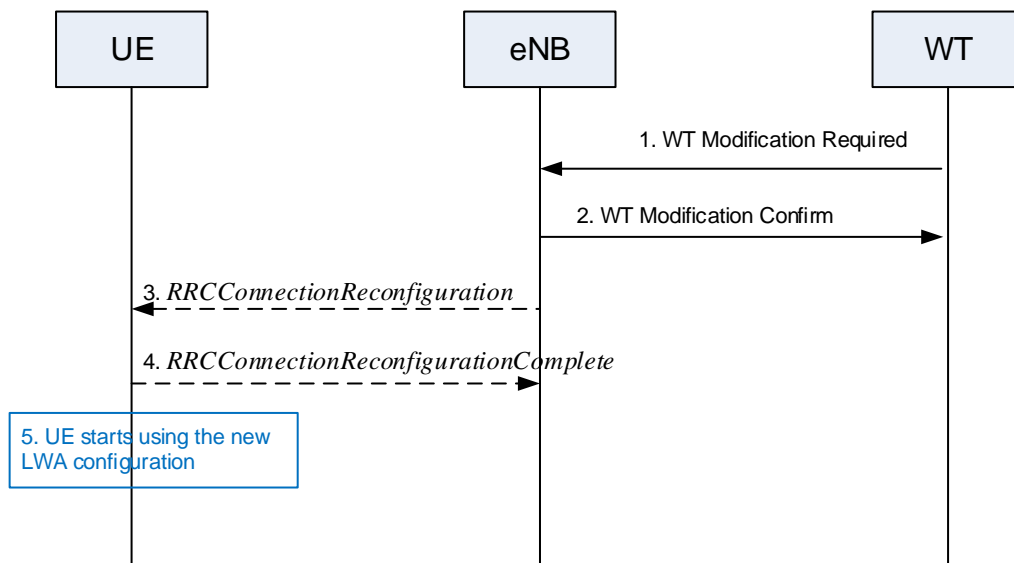 UE
eNB
WT
1. WT Modification Required
2. WT Modification Confirm
3. RRCConnectionReconfiguration
4. RRCConnectionReconfigurationComplete
5. UE starts using the new
LWA configuration